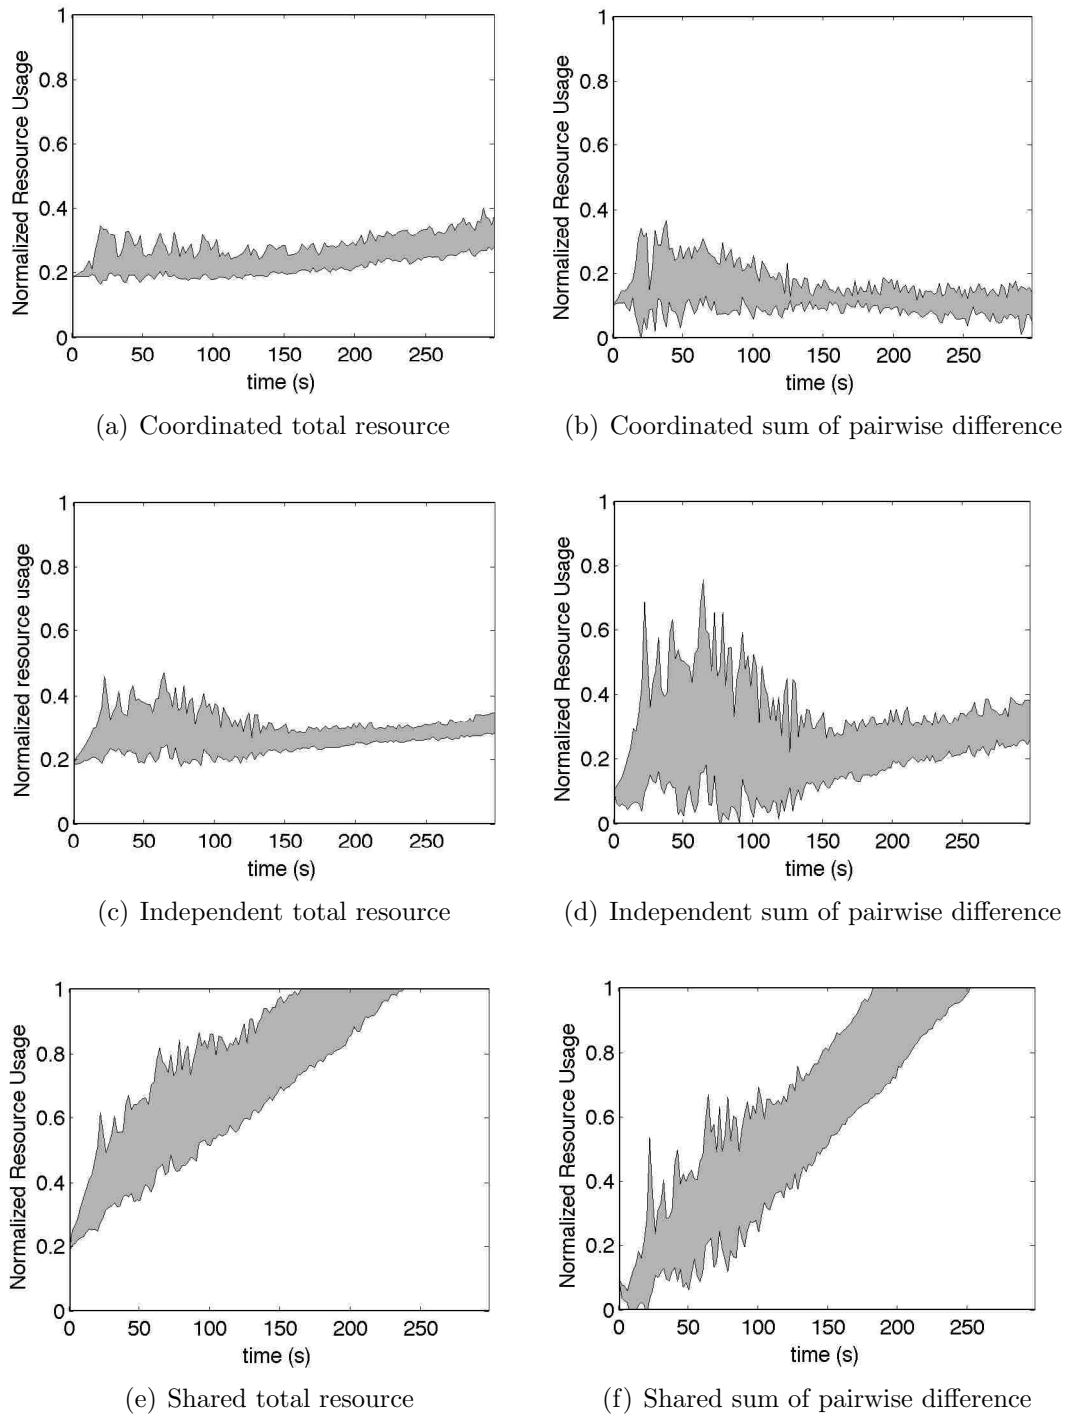 Normalized Resource Usage
1
0.8
0.6
0.4
0.2
0
0 50 100 150 200 250
time (s)
(a) Coordinated total resource
Normalized Resource Usage
1
0.8
0.6
0.4
0.2
0
0 50 100 150 200 250
time (s)
(b) Coordinated sum of pairwise difference
Normalized resource usage
1
0.8
0.6
0.4
0.2
0
0 50 100 150 200 250
time (s)
(c) Independent total resource
Normalized Resource Usage
1
0.8
0.6
0.4
0.2
0
0 50 100 150 200 250
time (s)
(d) Independent sum of pairwise difference
Normalized Resource Usage
1
0.8
0.6
0.4
0.2
0
0 50 100 150 200 250
time (s)
(e) Shared total resource
Normalized Resource Usage
1
0.8
0.6
0.4
0.2
0
0 50 100 150 200 250
time (s)
(f) Shared sum of pairwise difference